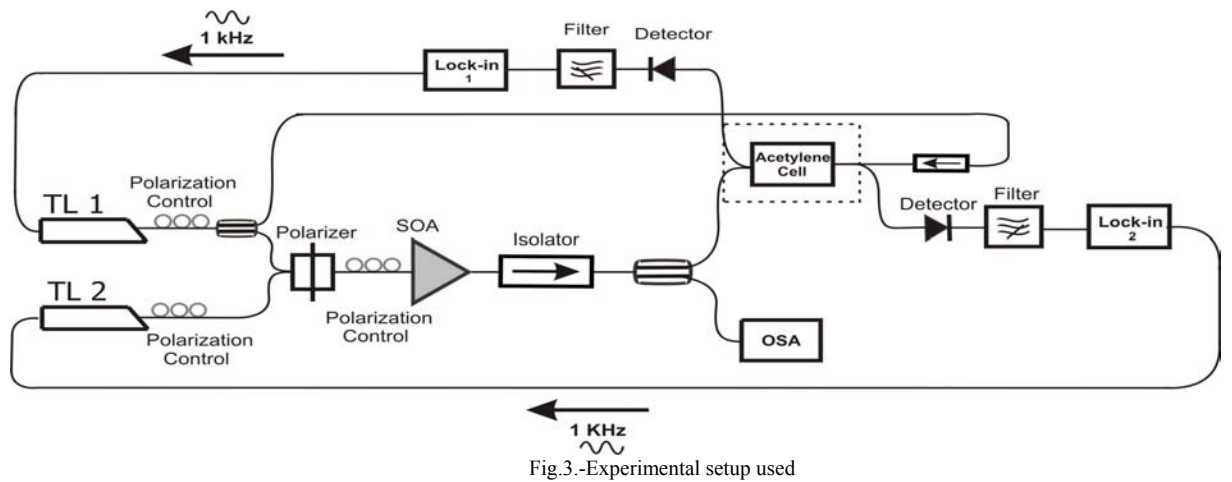 1 kHz
Filter
Detector
Lock-in
1
Acetylene
Cell
Polarization
Control
TL 1
Polarizer
SOA
Isolator
Detector
Filter
Lock-in
2
TL 2
Polarization
Control
Polarization
Control
OSA
1 KHz
Fig.3.-Experimental setup used